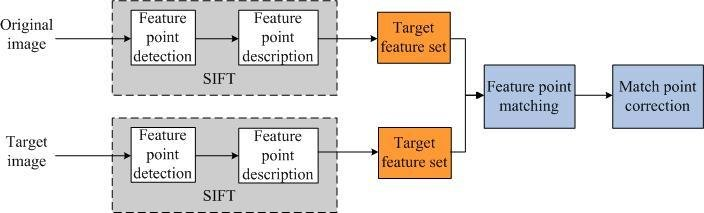 Original
image
Feature
point
detection
Feature
point
description
SIFT
Target
feature set
Target
image
Feature
point
detection
Feature
point
description
SIFT
Target
feature set
Feature point
matching
Match point
correction